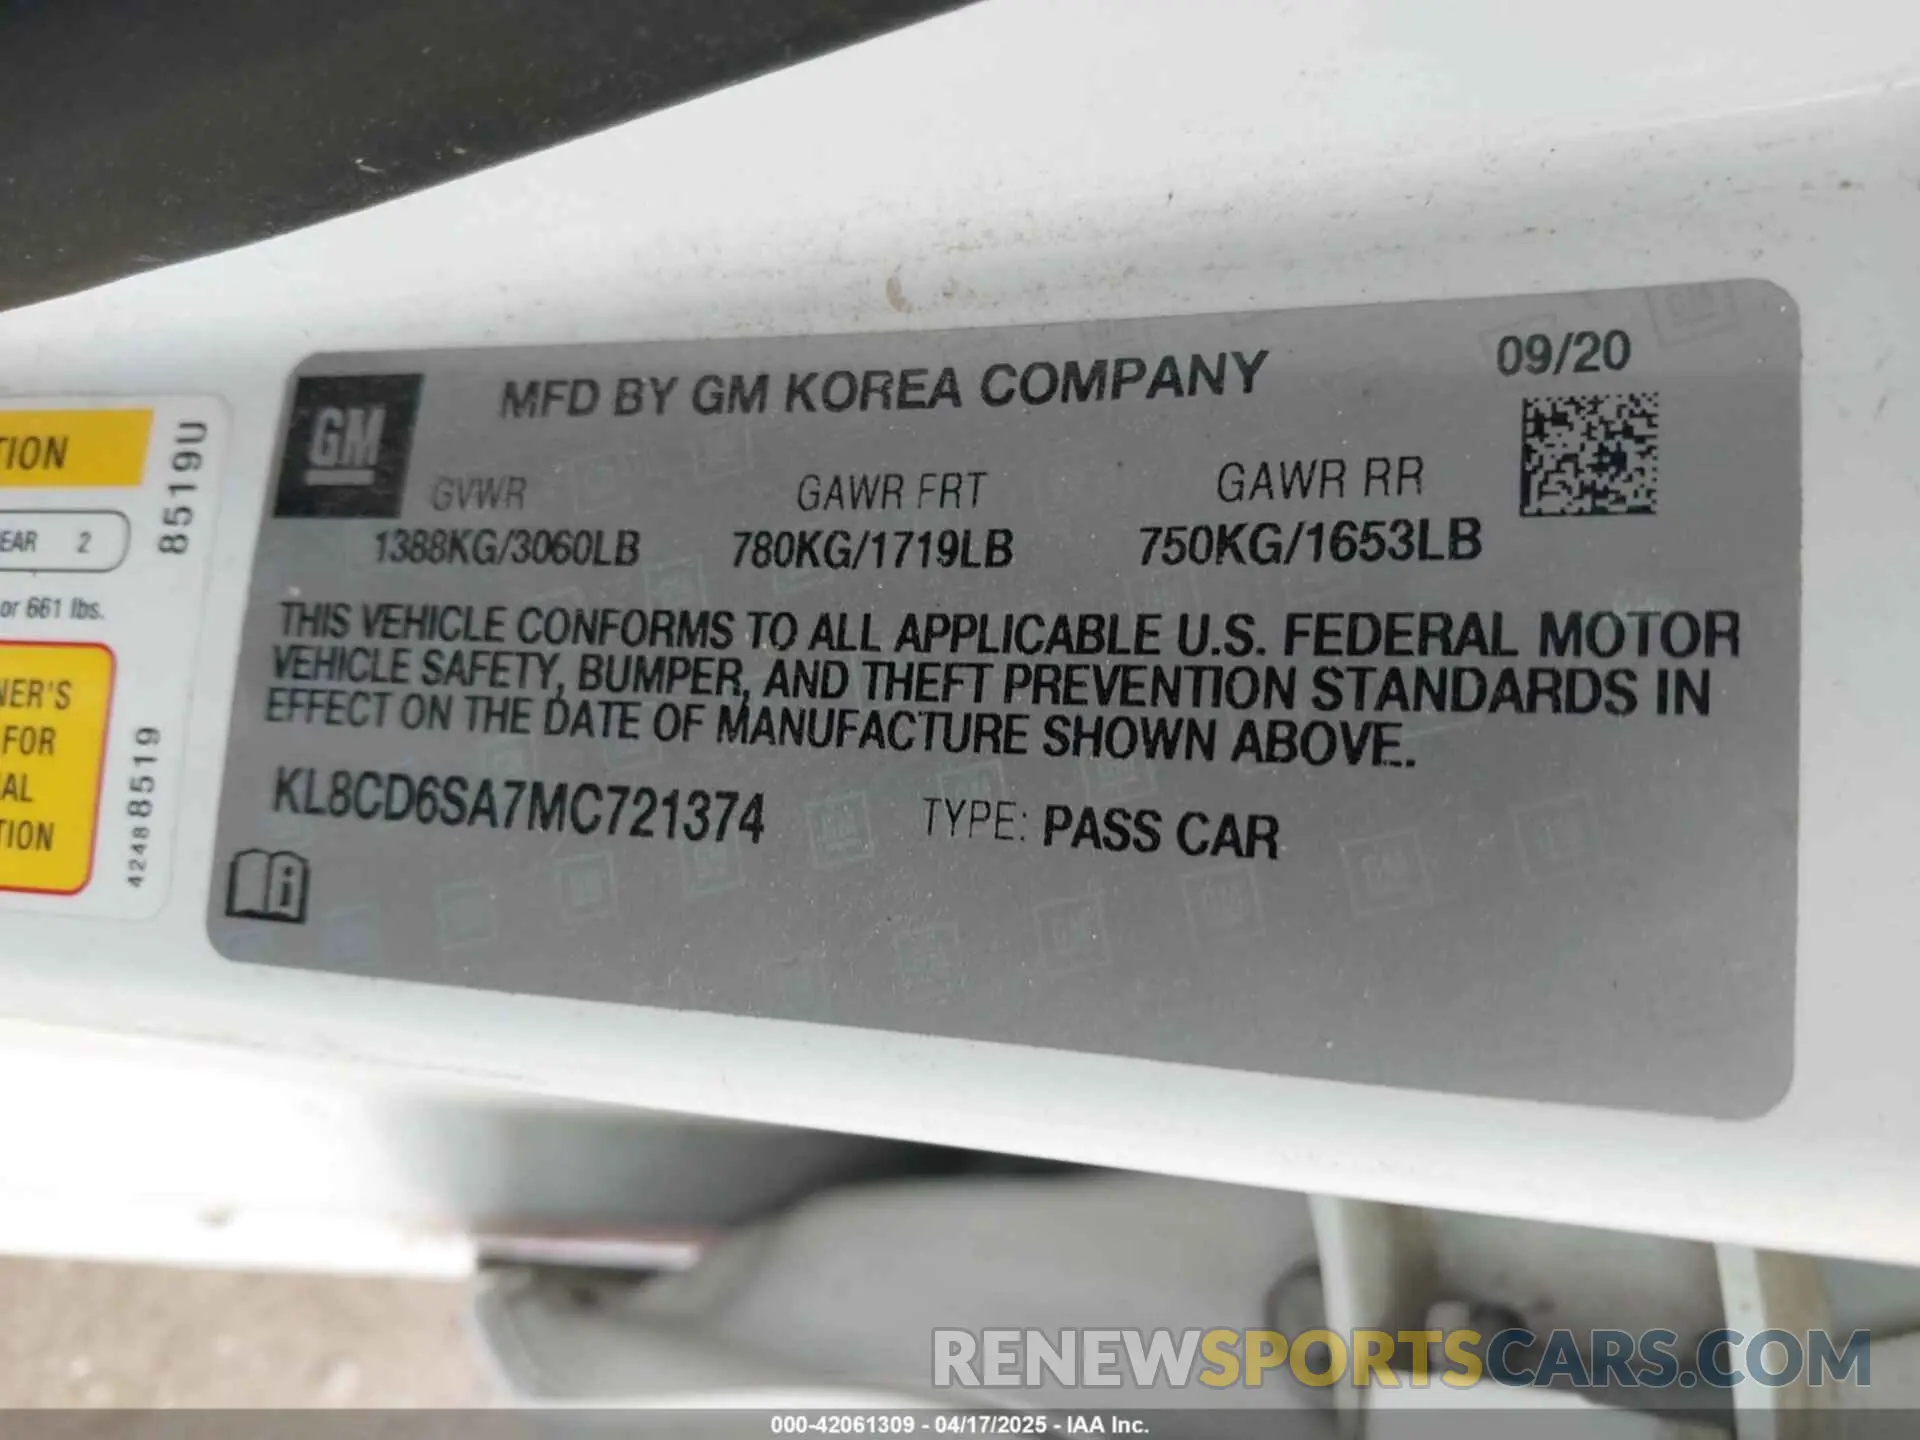 MFD BY GM KOREA COMPANY
09/20
GM
GVWR
GAWR FRT
GAWR RR
1388KG/3060LB
780KG/1719LB
750KG/1653LB
THIS VEHICLE CONFORMS TO ALL APPLICABLE U.S. FEDERAL MOTOR
VEHICLE SAFETY, BUMPER, AND THEFT PREVENTION STANDARDS IN
EFFECT ON THE DATE OF MANUFACTURE SHOWN ABOVE.
KL8CD6SA7MC721374
TYPE: PASS CAR
TION
EAR 2
or 661 lbs.
NER'S
FOR
AL
TION
8519U
42488519
RENEWSPORTSCARS.COM
000-42061309 - 04/17/2025 - IAA Inc.